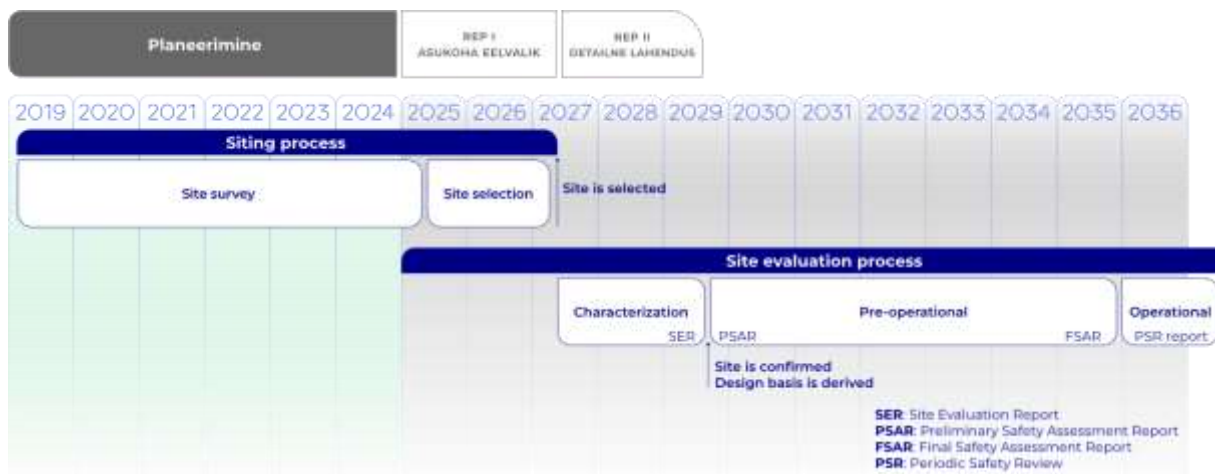 Planeerimine
REP I
ASUKOHA EELVALIK
REP II
DETAILNE LAHENDUS
2019 2020 2021 2022 2023 2024 2025 2026 2027 2028 2029 2030 2031 2032 2033 2034 2035 2036
Siting process
Site survey
Site selection
Site is selected
Site evaluation process
Characterization
SER
Pre-operational
PSAR
FSAR
Operational
PSR report
Site is confirmed
Design basis is derived
SER: Site Evaluation Report
PSAR: Preliminary Safety Assessment Report
FSAR: Final Safety Assessment Report
PSR: Periodic Safety Review